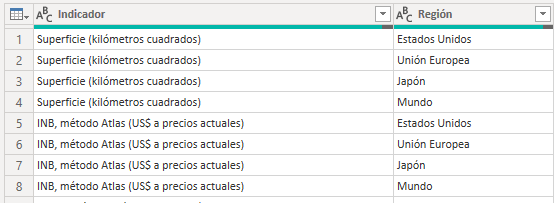 ABC Indicador ABC Región
1 Superficie (kilómetros cuadrados) Estados Unidos
2 Superficie (kilómetros cuadrados) Unión Europea
3 Superficie (kilómetros cuadrados) Japón
4 Superficie (kilómetros cuadrados) Mundo
5 INB, método Atlas (US$ a precios actuales) Estados Unidos
6 INB, método Atlas (US$ a precios actuales) Unión Europea
7 INB, método Atlas (US$ a precios actuales) Japón
8 INB, método Atlas (US$ a precios actuales) Mundo